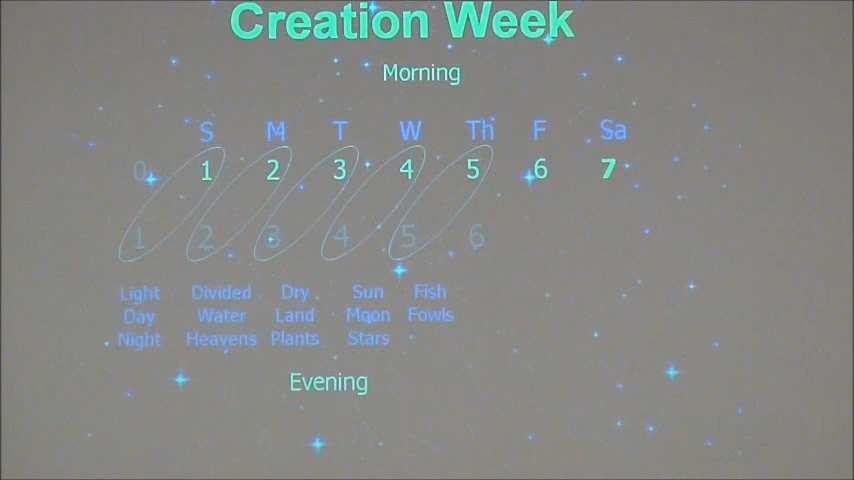 Creation Week
Morning
S M T W Th F Sa
0 1 2 3 4 5 6 7
1 2 3 4 5 6
Light Divided Dry Sun Fish
Day Water Land Moon Fowls
Night Heavens Plants Stars
Evening